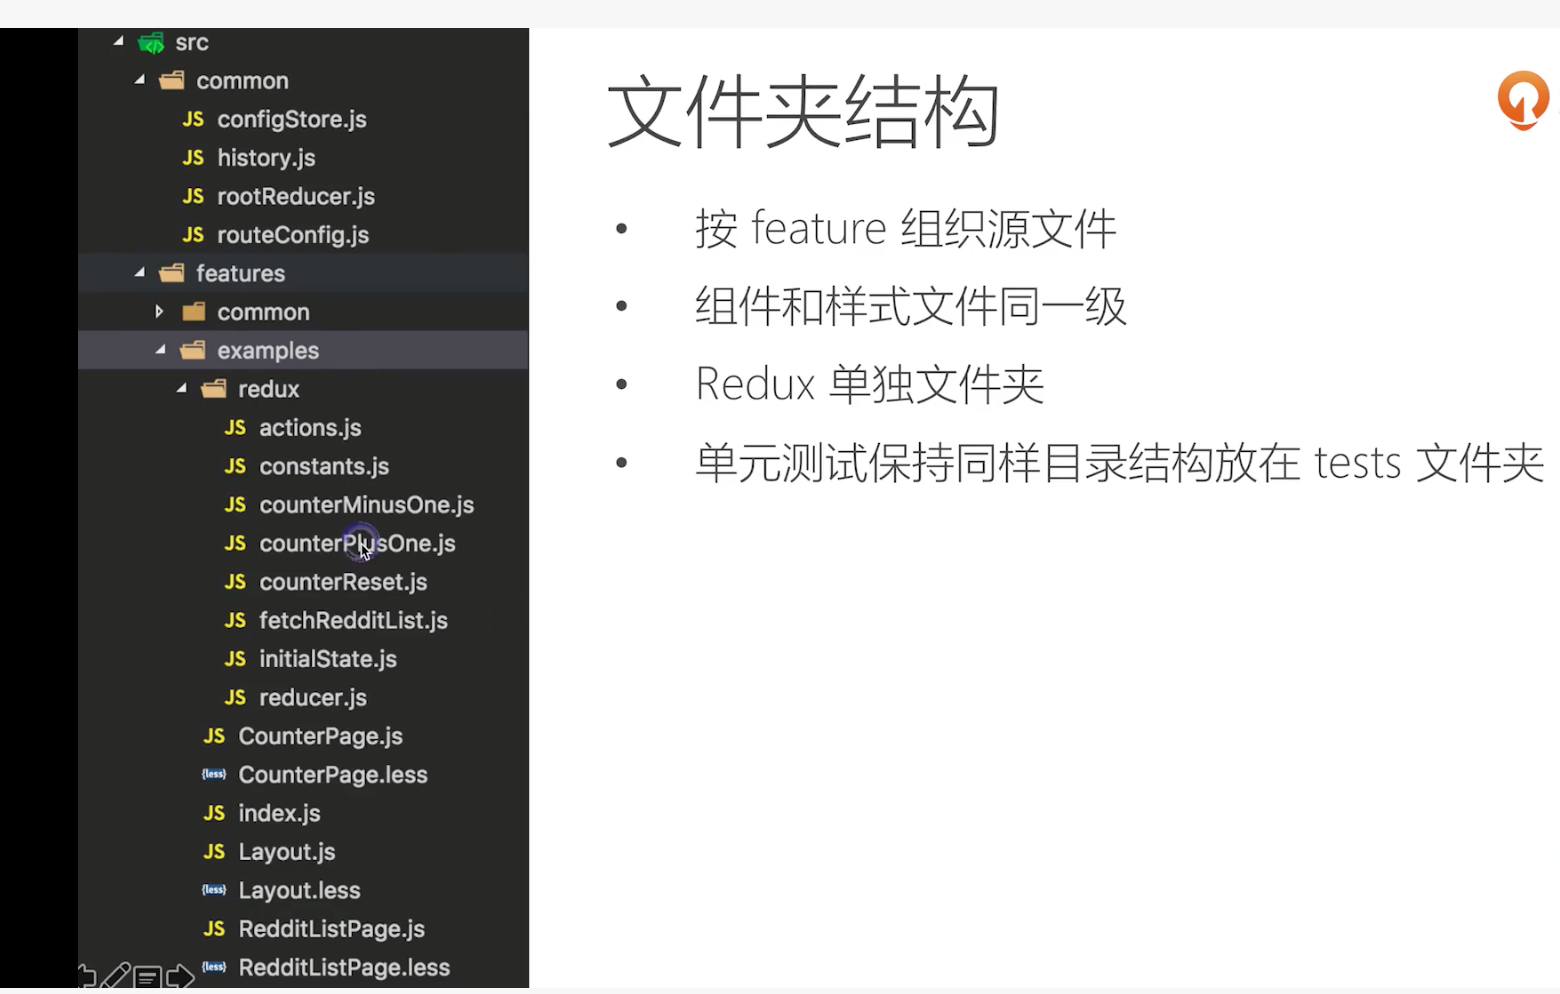 src
common
JS configStore.js
JS history.js
JS rootReducer.js
JS routeConfig.js
features
common
examples
redux
JS actions.js
JS constants.js
JS counterMinusOne.js
JS counterPlusOne.js
JS counterReset.js
JS fetchRedditList.js
JS initialState.js
JS reducer.js
JS CounterPage.js
{less} CounterPage.less
JS index.js
JS Layout.js
{less} Layout.less
JS RedditListPage.js
{less} RedditListPage.less
文件夹结构
• 按 feature 组织源文件
• 组件和样式文件同一级
• Redux 单独文件夹
• 单元测试保持同样目录结构放在 tests 文件夹